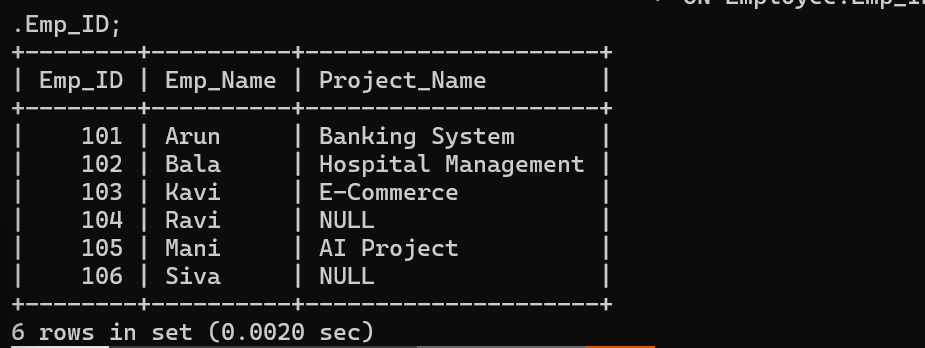 ON Employee.Emp_I
.Emp_ID;
+--------+----------+---------------------+
| Emp_ID | Emp_Name | Project_Name        |
+--------+----------+---------------------+
|    101 | Arun     | Banking System      |
|    102 | Bala     | Hospital Management |
|    103 | Kavi     | E-Commerce          |
|    104 | Ravi     | NULL                |
|    105 | Mani     | AI Project          |
|    106 | Siva     | NULL                |
+--------+----------+---------------------+
6 rows in set (0.0020 sec)